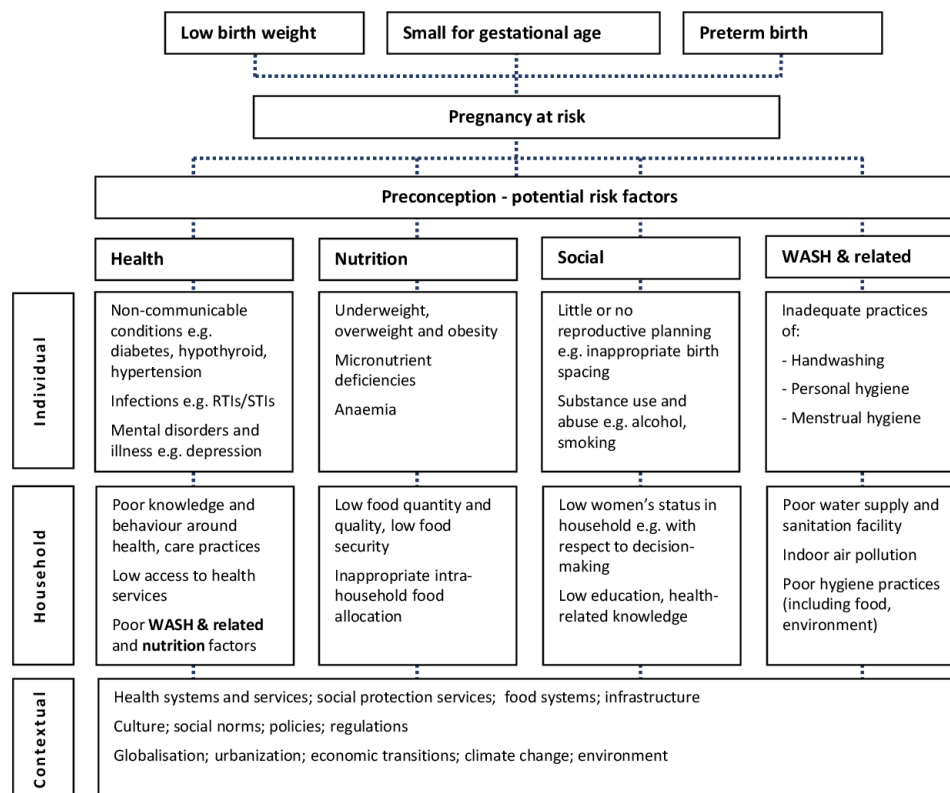 Low birth weight
Small for gestational age
Preterm birth
Pregnancy at risk
Preconception - potential risk factors
Health
Nutrition
Social
WASH & related
Individual
Non-communicable
conditions e.g.
diabetes, hypothyroid,
hypertension
Infections e.g. RTIs/STIs
Mental disorders and
illness e.g. depression
Underweight,
overweight and obesity
Micronutrient
deficiencies
Anaemia
Little or no
reproductive planning
e.g. inappropriate birth
spacing
Substance use and
abuse e.g. alcohol,
smoking
Inadequate practices
of:
- Handwashing
- Personal hygiene
- Menstrual hygiene
Household
Poor knowledge and
behaviour around
health, care practices
Low access to health
services
Poor WASH & related
and nutrition factors
Low food quantity and
quality, low food
security
Inappropriate intra-
household food
allocation
Low women’s status in
household e.g. with
respect to decision-
making
Low education, health-
related knowledge
Poor water supply and
sanitation facility
Indoor air pollution
Poor hygiene practices
(including food,
environment)
Contextual
Health systems and services; social protection services; food systems; infrastructure
Culture; social norms; policies; regulations
Globalisation; urbanization; economic transitions; climate change; environment